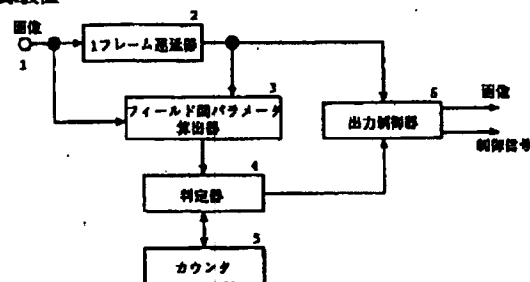 画像
1
2
1フレーム遅延器
3
フィールド間パラメータ
算出器
6
出力制御器
画像
制御信号
4
判定器
5
カウンタ